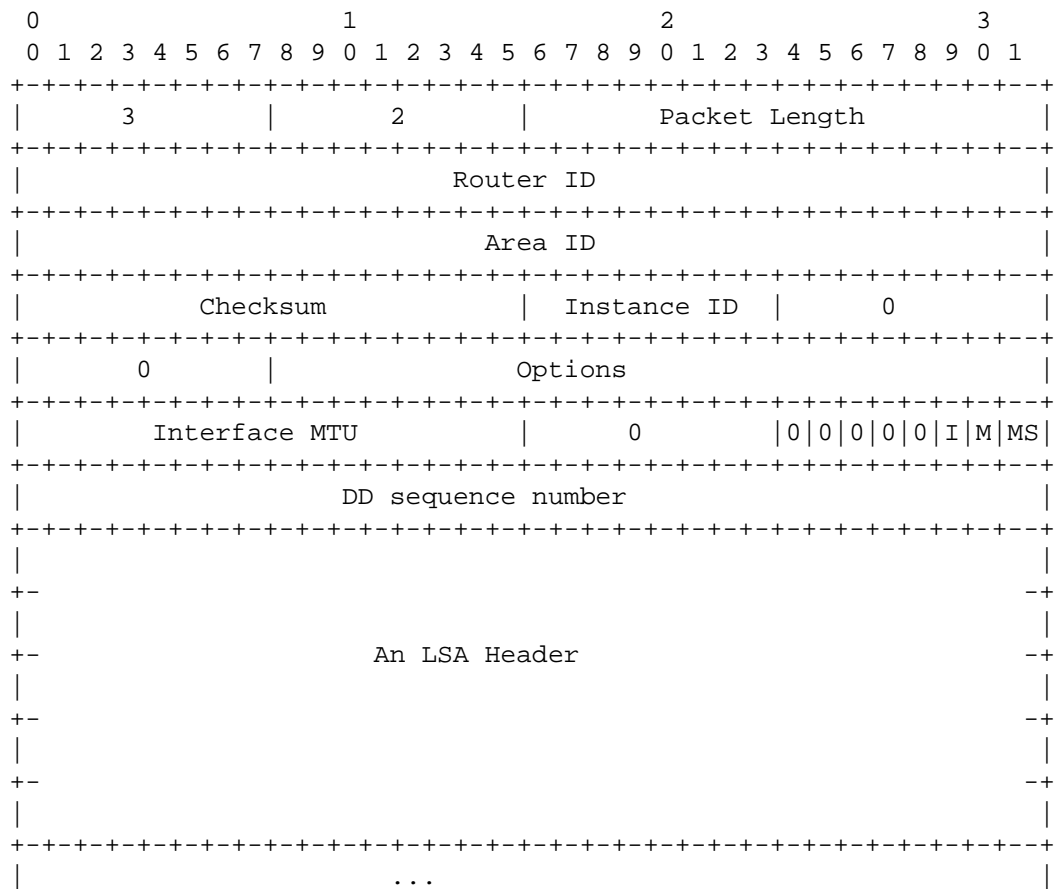 0                   1                   2                   3
0 1 2 3 4 5 6 7 8 9 0 1 2 3 4 5 6 7 8 9 0 1 2 3 4 5 6 7 8 9 0 1
+-+-+-+-+-+-+-+-+-+-+-+-+-+-+-+-+-+-+-+-+-+-+-+-+-+-+-+-+-+-+-+--+
|      3        |       2       |        Packet Length           |
+-+-+-+-+-+-+-+-+-+-+-+-+-+-+-+-+-+-+-+-+-+-+-+-+-+-+-+-+-+-+-+--+
|                           Router ID                            |
+-+-+-+-+-+-+-+-+-+-+-+-+-+-+-+-+-+-+-+-+-+-+-+-+-+-+-+-+-+-+-+--+
|                             Area ID                            |
+-+-+-+-+-+-+-+-+-+-+-+-+-+-+-+-+-+-+-+-+-+-+-+-+-+-+-+-+-+-+-+--+
|           Checksum            |  Instance ID  |      0         |
+-+-+-+-+-+-+-+-+-+-+-+-+-+-+-+-+-+-+-+-+-+-+-+-+-+-+-+-+-+-+-+--+
|       0       |               Options                          |
+-+-+-+-+-+-+-+-+-+-+-+-+-+-+-+-+-+-+-+-+-+-+-+-+-+-+-+-+-+-+-+--+
|        Interface MTU          |      0        |0|0|0|0|0|I|M|MS|
+-+-+-+-+-+-+-+-+-+-+-+-+-+-+-+-+-+-+-+-+-+-+-+-+-+-+-+-+-+-+-+--+
|                    DD sequence number                          |
+-+-+-+-+-+-+-+-+-+-+-+-+-+-+-+-+-+-+-+-+-+-+-+-+-+-+-+-+-+-+-+--+
|                                                                |
+-                                                              -+
|                                                                |
+-                     An LSA Header                            -+
|                                                                |
+-                                                              -+
|                                                                |
+-                                                              -+
|                                                                |
+-+-+-+-+-+-+-+-+-+-+-+-+-+-+-+-+-+-+-+-+-+-+-+-+-+-+-+-+-+-+-+--+
|                       ...                                      |